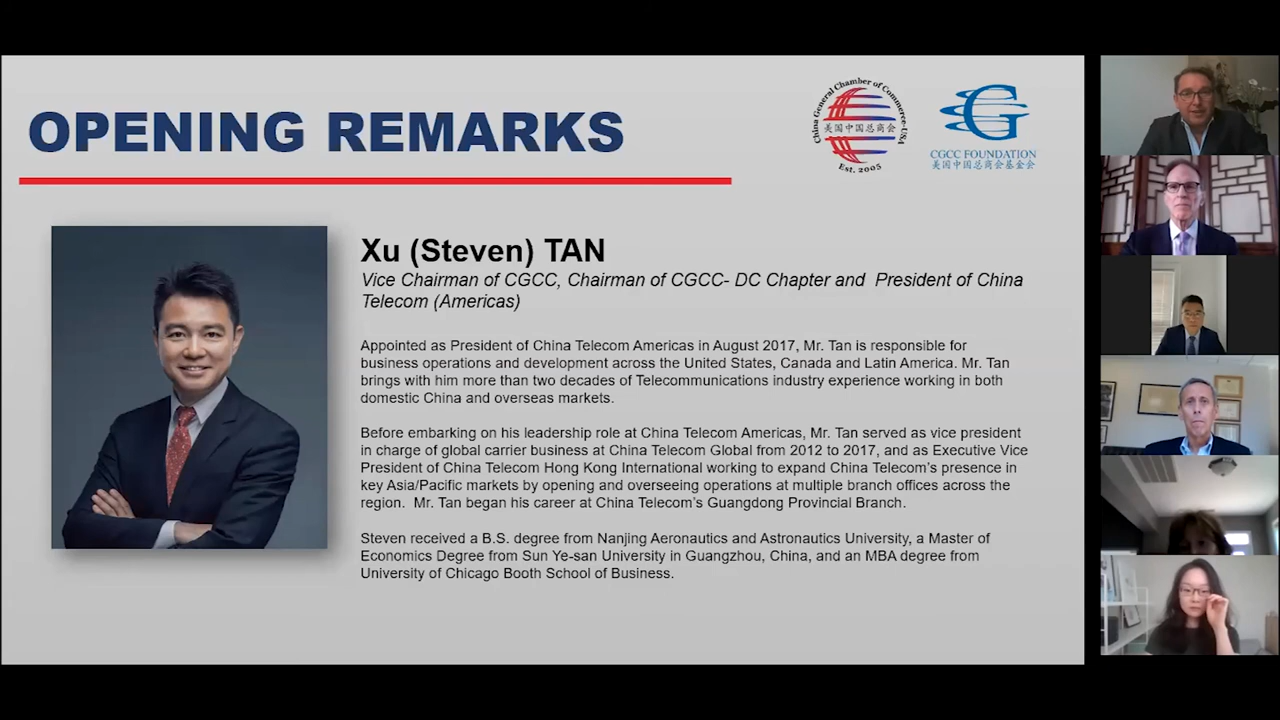 OPENING REMARKS
China General Chamber of Commerce-USA
美国中国总商会
Est. 2005
CGCC FOUNDATION
美国中国总商会基金会
Xu (Steven) TAN
Vice Chairman of CGCC, Chairman of CGCC- DC Chapter and  President of China
Telecom (Americas)
Appointed as President of China Telecom Americas in August 2017, Mr. Tan is responsible for
business operations and development across the United States, Canada and Latin America. Mr. Tan
brings with him more than two decades of Telecommunications industry experience working in both
domestic China and overseas markets.
Before embarking on his leadership role at China Telecom Americas, Mr. Tan served as vice president
in charge of global carrier business at China Telecom Global from 2012 to 2017, and as Executive Vice
President of China Telecom Hong Kong International working to expand China Telecom's presence in
key Asia/Pacific markets by opening and overseeing operations at multiple branch offices across the
region.  Mr. Tan began his career at China Telecom's Guangdong Provincial Branch.
Steven received a B.S. degree from Nanjing Aeronautics and Astronautics University, a Master of
Economics Degree from Sun Ye-san University in Guangzhou, China, and an MBA degree from
University of Chicago Booth School of Business.